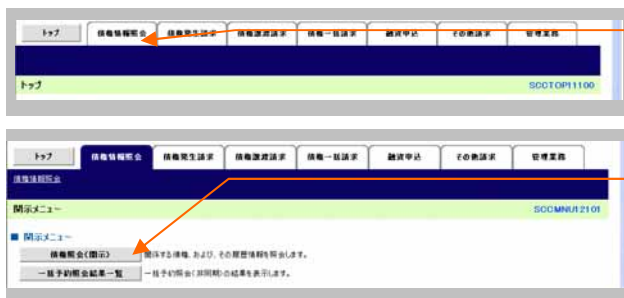 トップ 債権情報照会 債権発生請求 債権譲渡請求 債権一括請求 融資申込 その他請求 管理業務
トップ SCCTOP11100
トップ 債権情報照会 債権発生請求 債権譲渡請求 債権一括請求 融資申込 その他請求 管理業務
債権情報照会
開示メニュー SCCMNU12101
■ 開示メニュー
債権照会(開示) 関係する債権、および、その履歴情報を照会します。
一括予約照会結果一覧 一括予約照会(非同期)の結果を表示します。